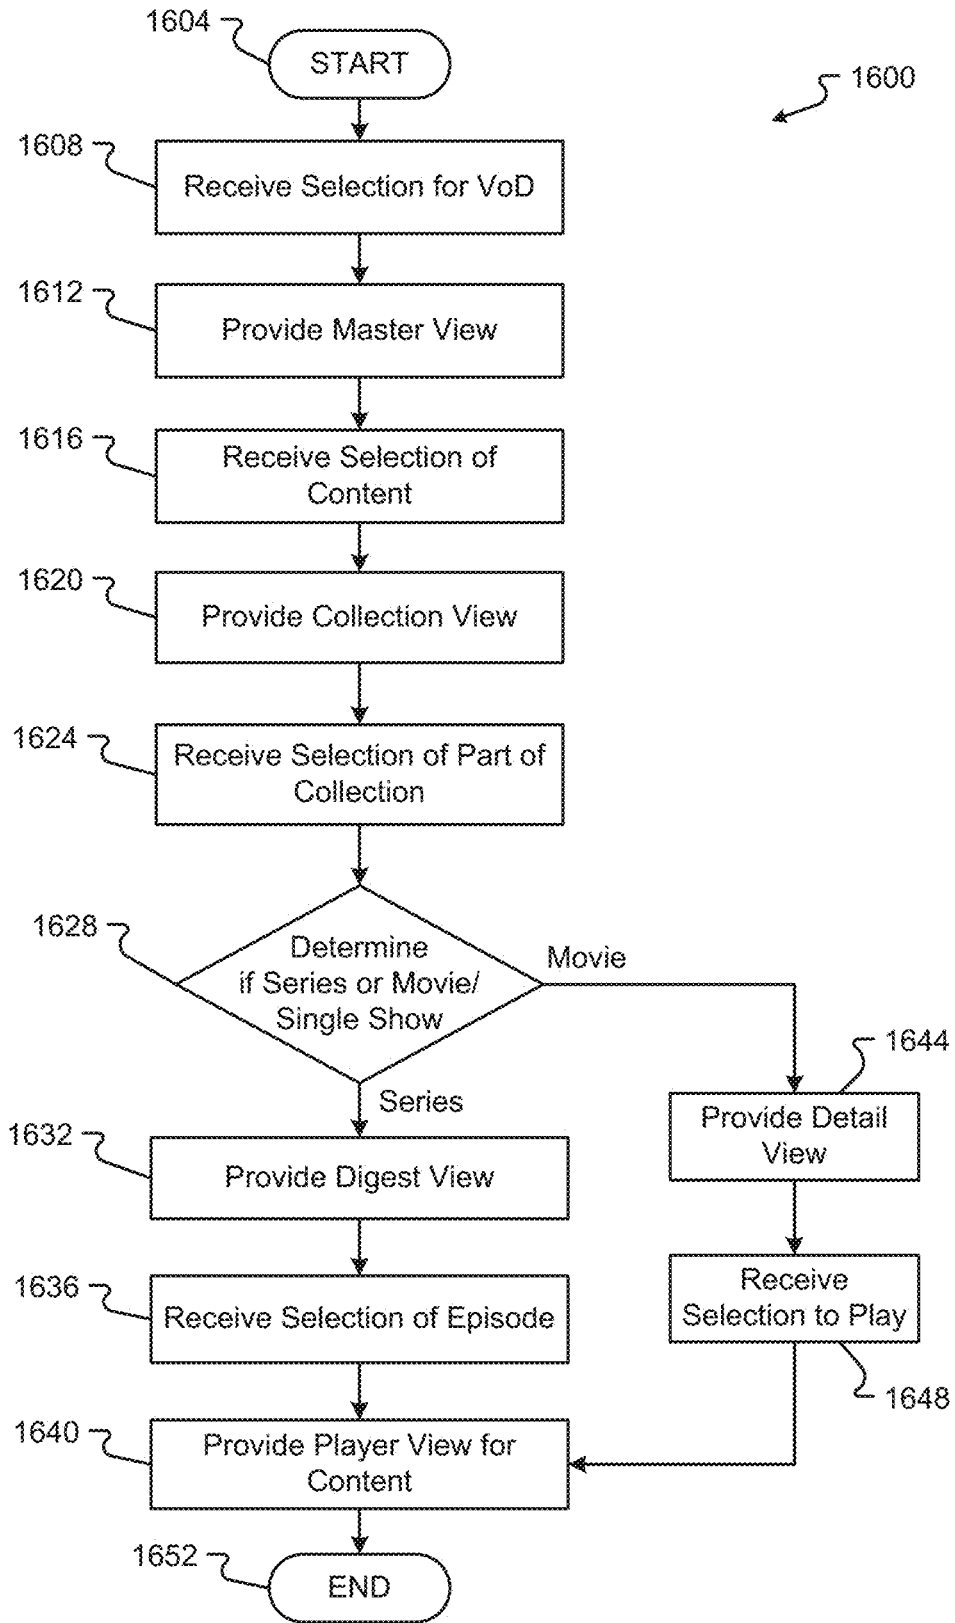 1604
START
1600
1608
Receive Selection for VoD
1612
Provide Master View
1616
Receive Selection of
Content
1620
Provide Collection View
1624
Receive Selection of Part of
Collection
1628
Determine
if Series or Movie/
Single Show
Movie
Series
1644
Provide Detail
View
1632
Provide Digest View
1636
Receive Selection of Episode
Receive
Selection to Play
1648
1640
Provide Player View for
Content
1652
END